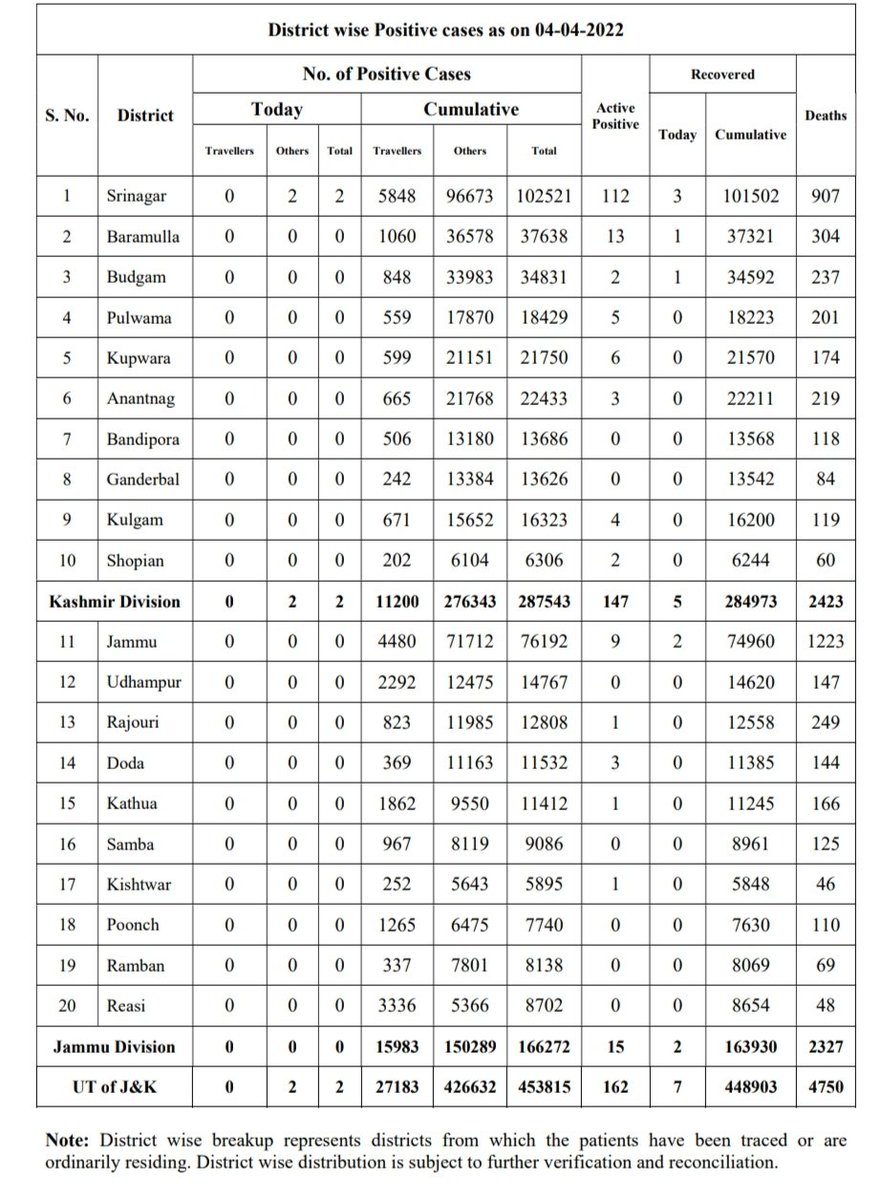 District wise Positive cases as on 04-04-2022
No. of Positive Cases
Recovered
S. No. District Today Cumulative Active Positive Deaths
Today Cumulative
Travellers Others Total Travellers Others Total
1 Srinagar 0 2 2 5848 96673 102521 112 3 101502 907
2 Baramulla 0 0 0 1060 36578 37638 13 1 37321 304
3 Budgam 0 0 0 848 33983 34831 2 1 34592 237
4 Pulwama 0 0 0 559 17870 18429 5 0 18223 201
5 Kupwara 0 0 0 599 21151 21750 6 0 21570 174
6 Anantnag 0 0 0 665 21768 22433 3 0 22211 219
7 Bandipora 0 0 0 506 13180 13686 0 0 13568 118
8 Ganderbal 0 0 0 242 13384 13626 0 0 13542 84
9 Kulgam 0 0 0 671 15652 16323 4 0 16200 119
10 Shopian 0 0 0 202 6104 6306 2 0 6244 60
Kashmir Division 0 2 2 11200 276343 287543 147 5 284973 2423
11 Jammu 0 0 0 4480 71712 76192 9 2 74960 1223
12 Udhampur 0 0 0 2292 12475 14767 0 0 14620 147
13 Rajouri 0 0 0 823 11985 12808 1 0 12558 249
14 Doda 0 0 0 369 11163 11532 3 0 11385 144
15 Kathua 0 0 0 1862 9550 11412 1 0 11245 166
16 Samba 0 0 0 967 8119 9086 0 0 8961 125
17 Kishtwar 0 0 0 252 5643 5895 1 0 5848 46
18 Poonch 0 0 0 1265 6475 7740 0 0 7630 110
19 Ramban 0 0 0 337 7801 8138 0 0 8069 69
20 Reasi 0 0 0 3336 5366 8702 0 0 8654 48
Jammu Division 0 0 0 15983 150289 166272 15 2 163930 2327
UT of J&K 0 2 2 27183 426632 453815 162 7 448903 4750
Note: District wise breakup represents districts from which the patients have been traced or are
ordinarily residing. District wise distribution is subject to further verification and reconciliation.